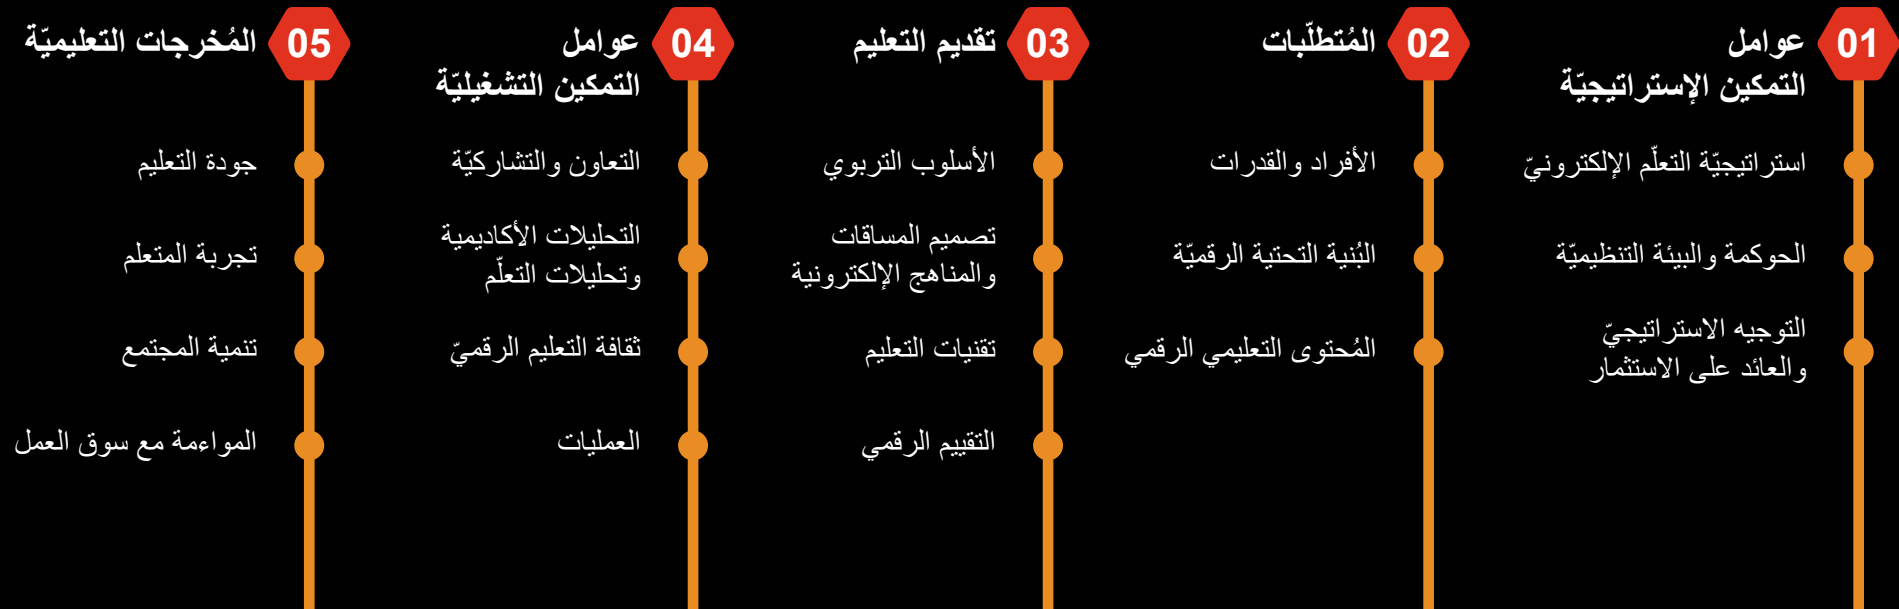 01
عوامل
التمكين الإستراتيجيّة
استراتيجيّة التعلّم الإلكترونيّ
الحوكمة والبيئة التنظيميّة
التوجيه الاستراتيجيّ
والعائد على الاستثمار
02
المُتطلّبات
الأفراد والقدرات
البُنية التحتية الرقميّة
المُحتوى التعليمي الرقمي
03
تقديم التعليم
الأسلوب التربوي
تصميم المساقات
والمناهج الإلكترونية
تقنيات التعليم
التقييم الرقمي
04
عوامل
التمكين التشغيليّة
التعاون والتشاركيّة
التحليلات الأكاديمية
وتحليلات التعلّم
ثقافة التعليم الرقميّ
العمليات
05
المُخرجات التعليميّة
جودة التعليم
تجربة المتعلم
تنمية المجتمع
المواءمة مع سوق العمل